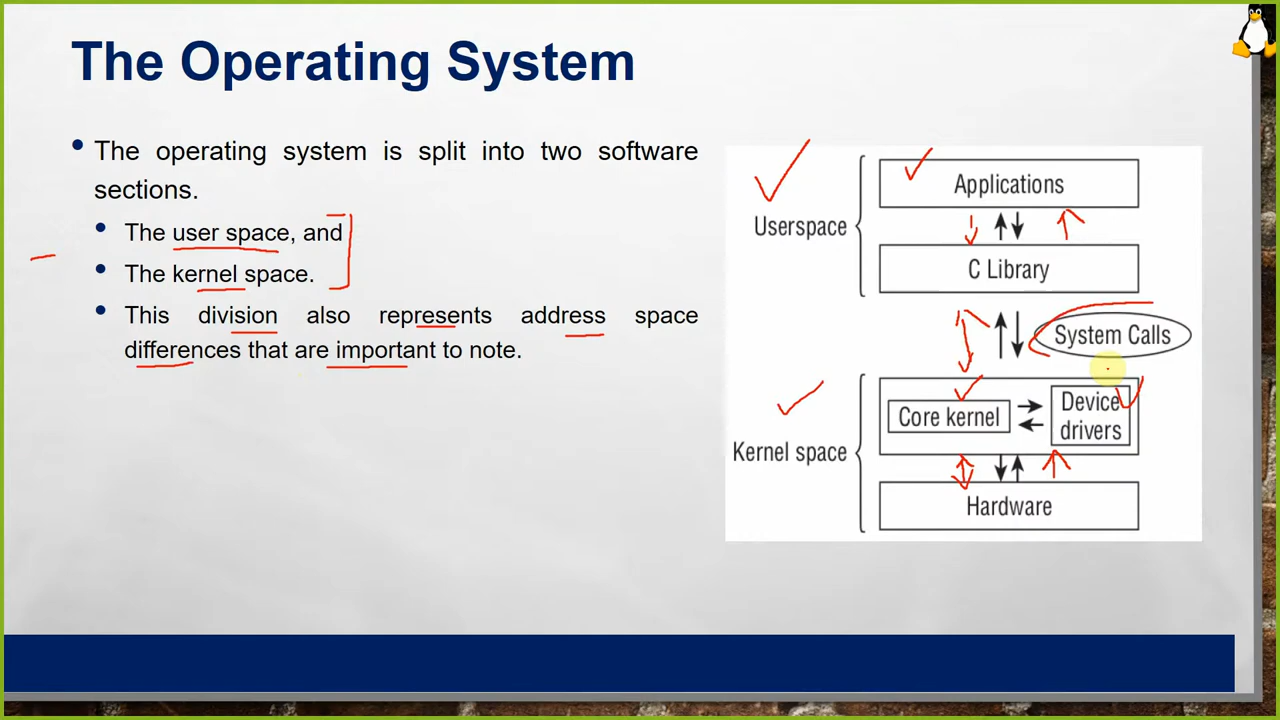 The Operating System
• The operating system is split into two software
sections.
• The user space, and
• The kernel space.
• This division also represents address space
differences that are important to note.
Applications
Userspace
C Library
System Calls
Core kernel
Device
drivers
Kernel space
Hardware